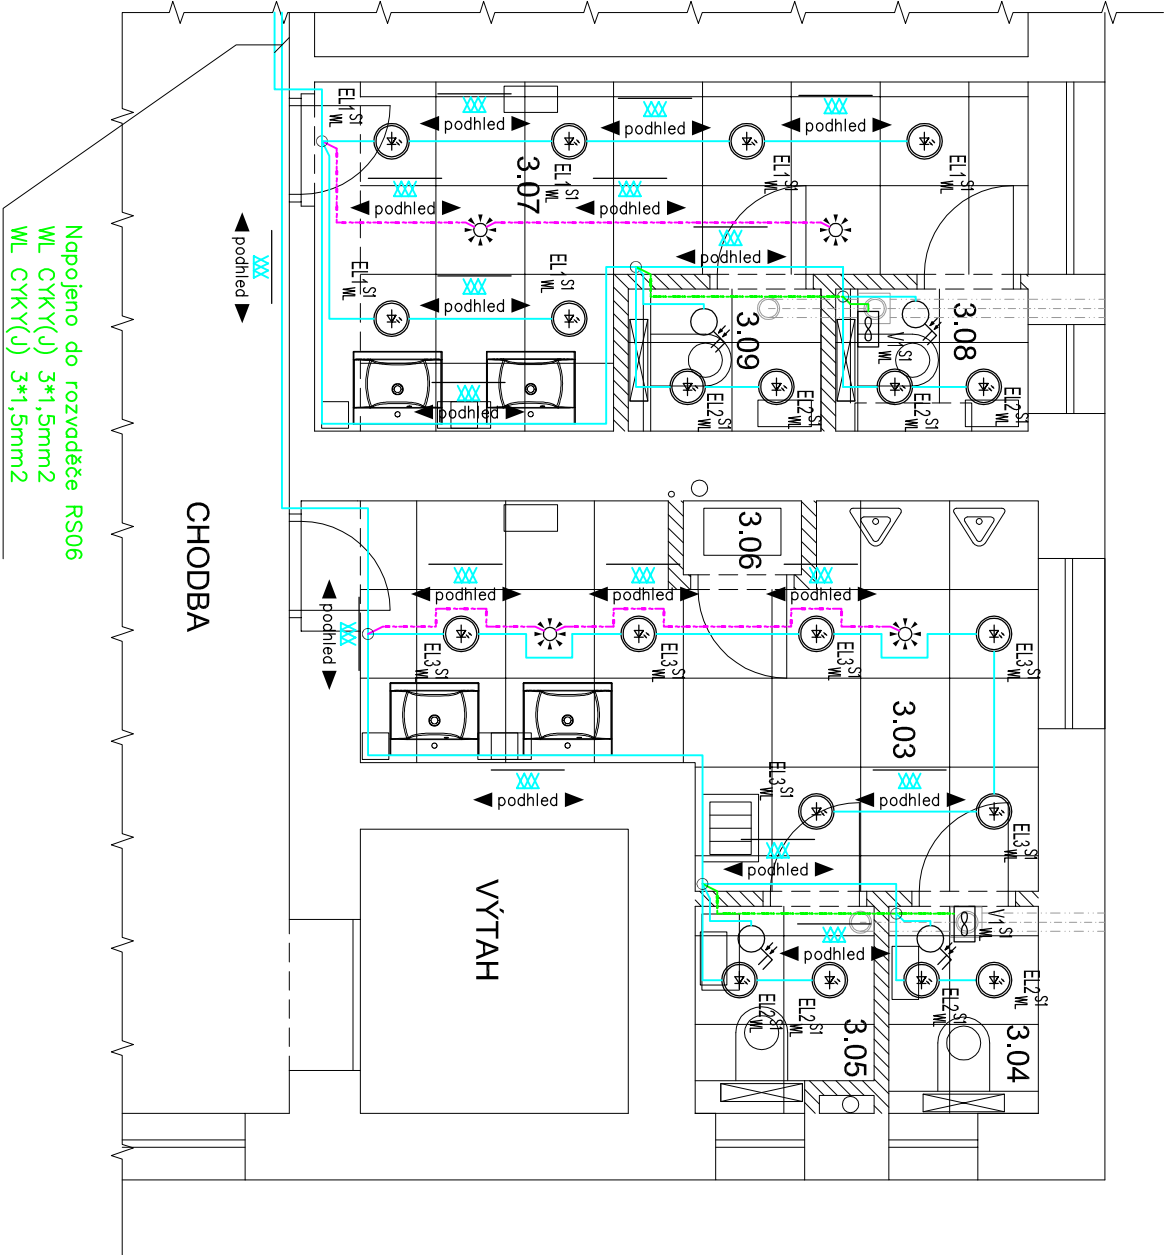 EL1 S1
WL
podhled
podhled
podhled
EL1 S1
WL
EL1 S1
WL
EL1 S1
WL
3.07
podhled
podhled
podhled
podhled
EL1 S1
WL
EL1 S1
WL
podhled
podhled
3.09
3.08
V1 S1
WL
EL2 S1
WL
EL2 S1
WL
EL2 S1
WL
EL2 S1
WL
Napojeno do rozvaděče RS06
WL CYKY(J) 3*1,5mm2
WL CYKY(J) 3*1,5mm2
CHODBA
3.06
podhled
podhled
podhled
podhled
EL3 S1
WL
EL3 S1
WL
EL3 S1
WL
EL3 S1
WL
3.03
podhled
EL3 S1
WL
podhled
EL3 S1
WL
podhled
VÝTAH
V1 S1
WL
podhled
EL2 S1
WL
EL2 S1
WL
EL2 S1
WL
EL2 S1
WL
3.05
3.04